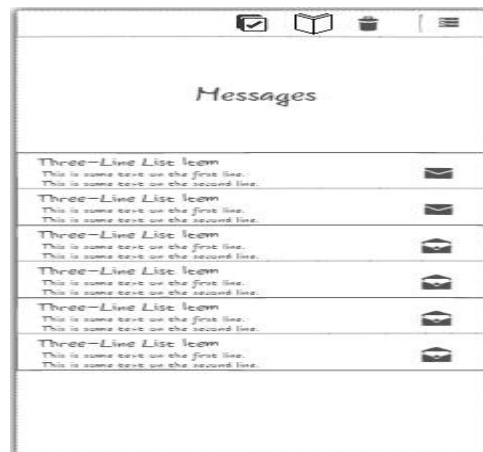 Messages
Three-Line List Item
This is some text on the first line.
This is some text on the second line.
Three-Line List Item
This is some text on the first line.
This is some text on the second line.
Three-Line List Item
This is some text on the first line.
This is some text on the second line.
Three-Line List Item
This is some text on the first line.
This is some text on the second line.
Three-Line List Item
This is some text on the first line.
This is some text on the second line.
Three-Line List Item
This is some text on the first line.
This is some text on the second line.